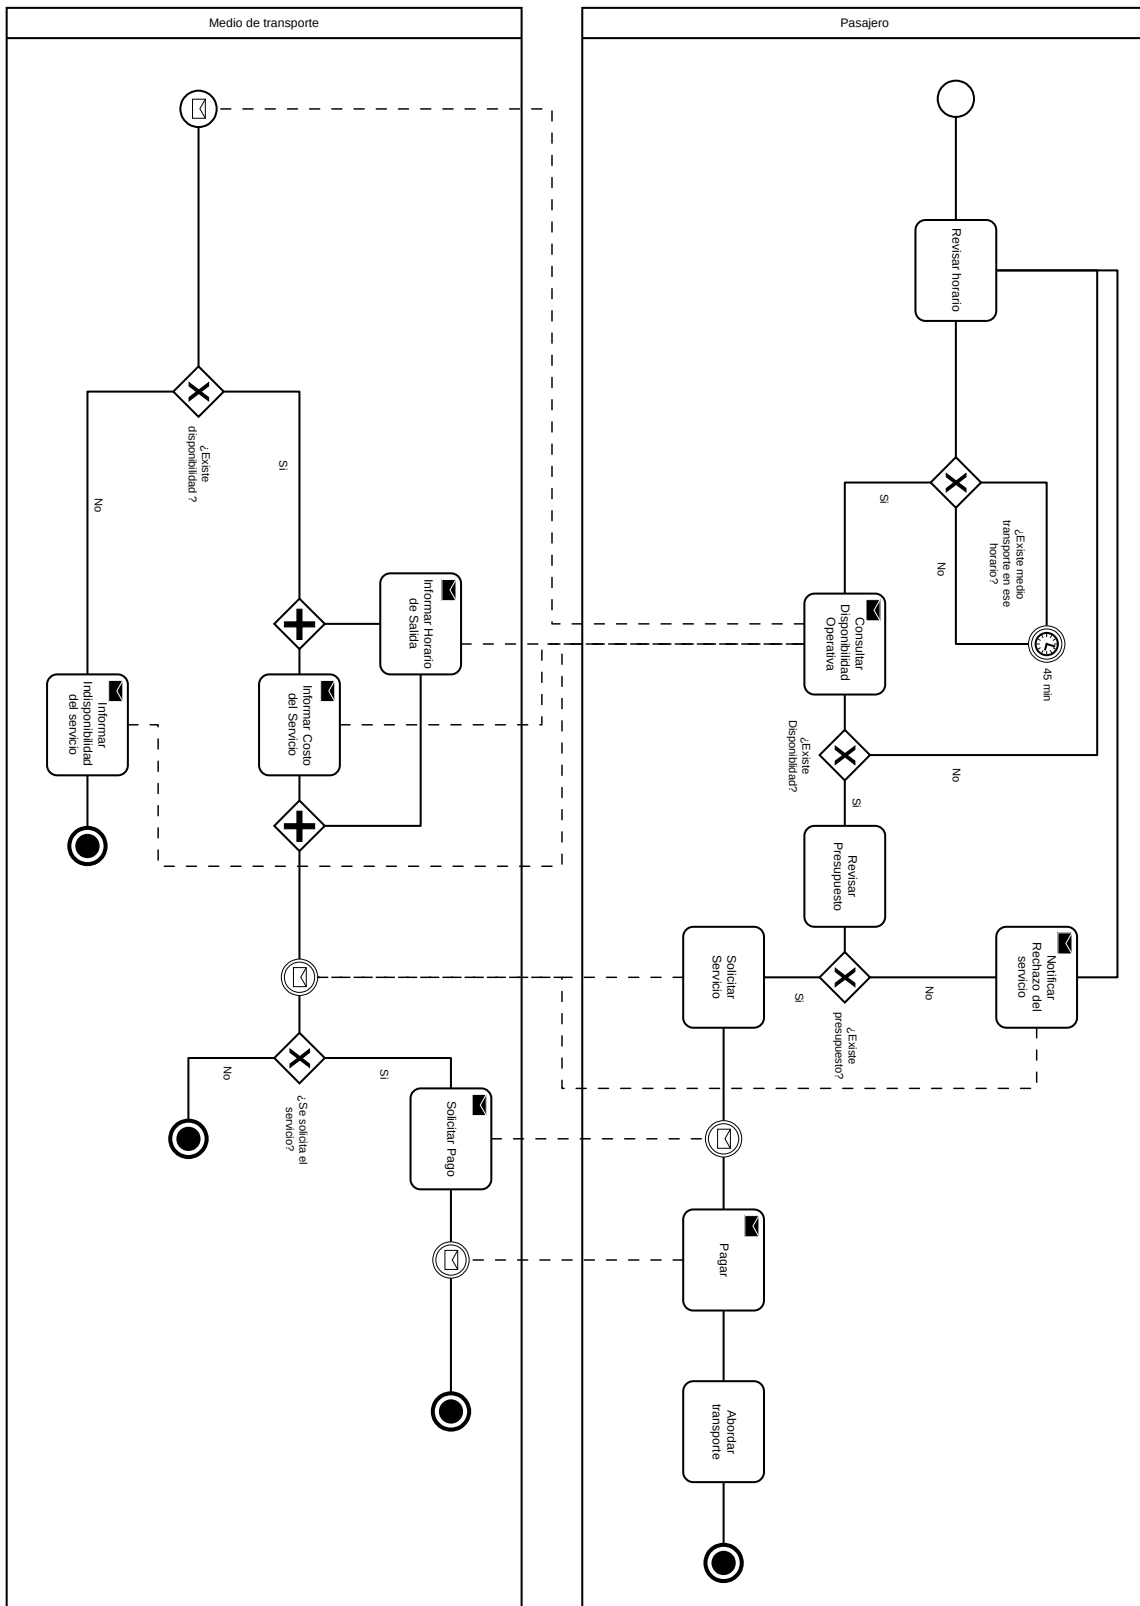 Medio de transporte
Pasajero
Revisar horario
¿Existe medio
transporte en ese
horario?
Si
No
45 min
Consultar
Disponibilidad
Operativa
¿Existe
Disponiblidad?
No
Si
Revisar
Presupuesto
¿Existe
presupuesto?
No
Si
Notificar
Rechazo del
servicio
Solicitar
Servicio
Pagar
Abordar
transporte
¿Existe
disponibilidad ?
Si
No
Informar Horario
de Salida
Informar Costo
del Servicio
Informar
Indisponibilidad
del servicio
¿Se solicita el
servicio?
Si
No
Solicitar Pago